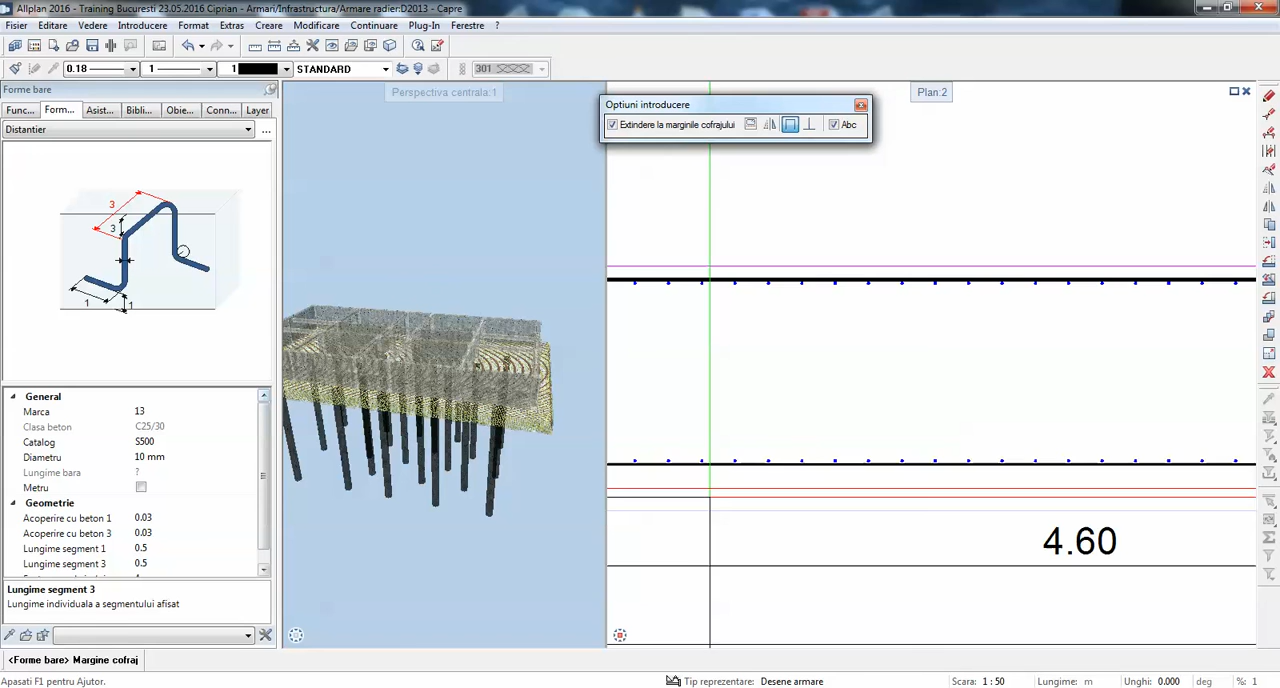 Allplan 2016 - Training Bucuresti 23.05.2016 Ciprian - Armari/Infrastructura/Armare radier:D2013 - Capre
Fisier Editare Vedere Introducere Format Extras Creare Modificare Continuare Plug-In Ferestre ?
0.18 1 1 STANDARD 301
Forme bare
Func... Form... Asist... Bibli... Obie... Conn... Layer
Distantier ...
3
3
1
1
General
Marca 13
Clasa beton C25/30
Catalog S500
Diametru 10 mm
Lungime bara ?
Metru
Geometrie
Acoperire cu beton 1 0.03
Acoperire cu beton 3 0.03
Lungime segment 1 0.5
Lungime segment 3 0.5
Lungime segment 3
Lungime individuala a segmentului afisat
Perspectiva centrala:1
Optiuni introducere
Extindere la marginile cofrajului Abc
Plan:2
4.60
<Forme bare> Margine cofraj
Apasati F1 pentru Ajutor. Tip reprezentare: Desene armare Scara: 1 : 50 Lungime: m Unghi: 0.000 deg %: 1